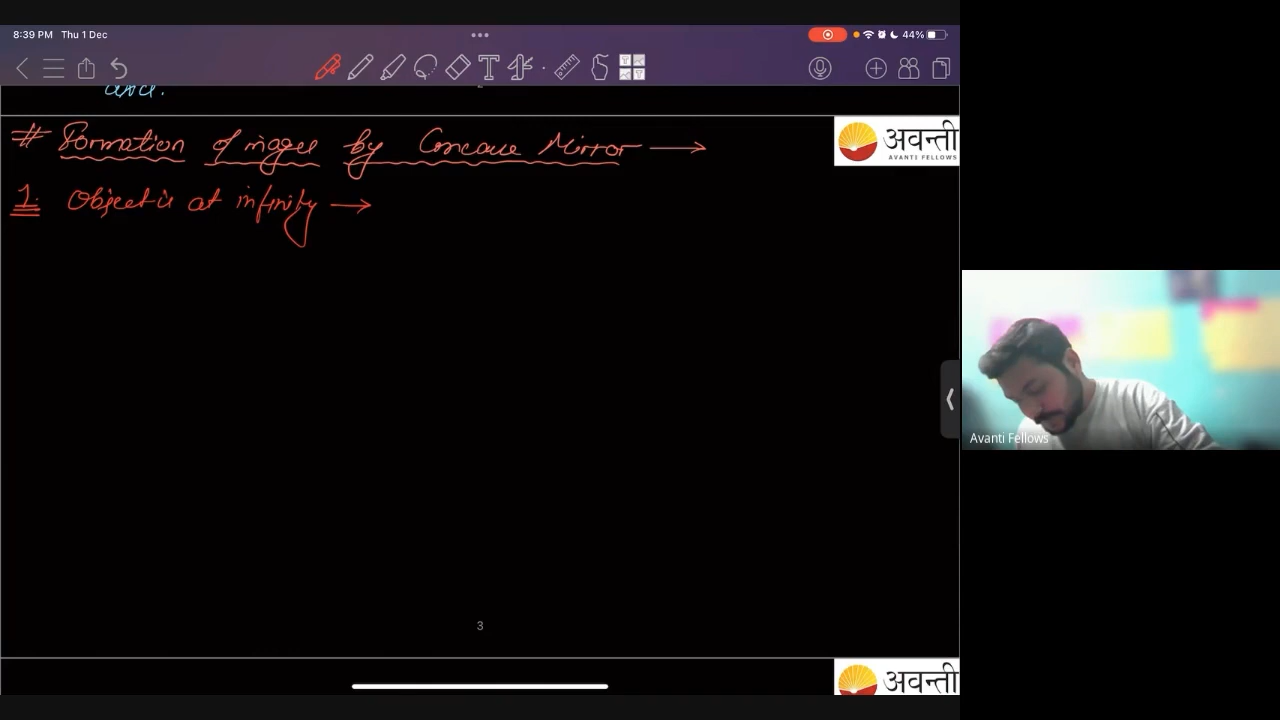 8:39 PM Thu 1 Dec
44%
and.
# Formation of images by Concave Mirror →
अवन्ती
AVANTI FELLOWS
1. Object is at infinity →
Avanti Fellows
3
अवन्ती